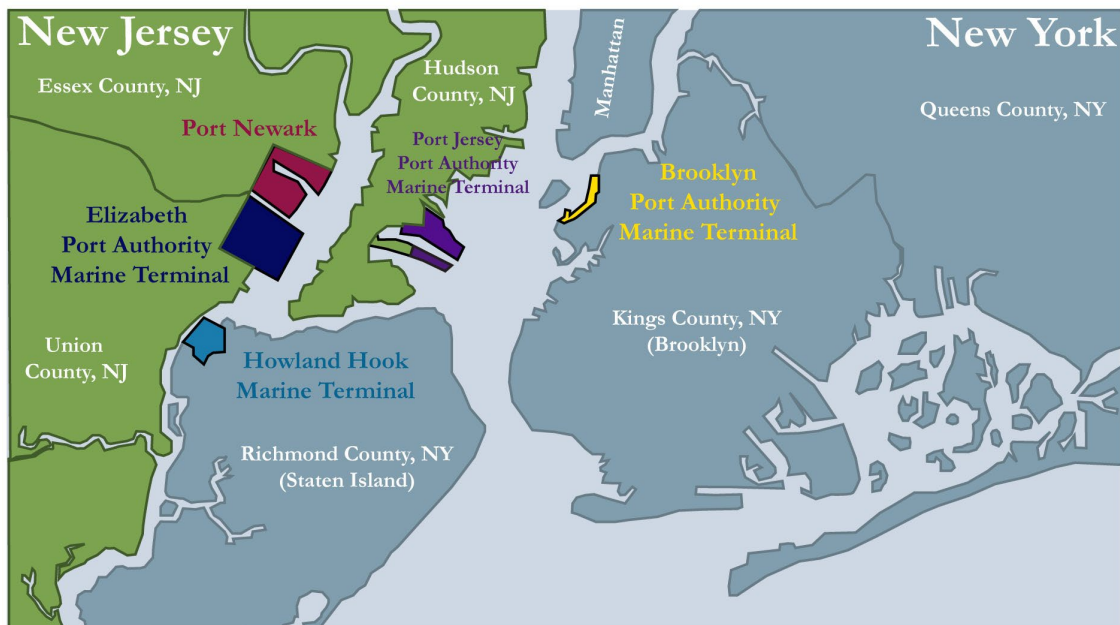 New Jersey
New York
Essex County, NJ
Hudson
County, NJ
Manhattan
Queens County, NY
Port Newark
Port Jersey
Port Authority
Marine Terminal
Brooklyn
Port Authority
Marine Terminal
Elizabeth
Port Authority
Marine Terminal
Kings County, NY
(Brooklyn)
Union
County, NJ
Howland Hook
Marine Terminal
Richmond County, NY
(Staten Island)